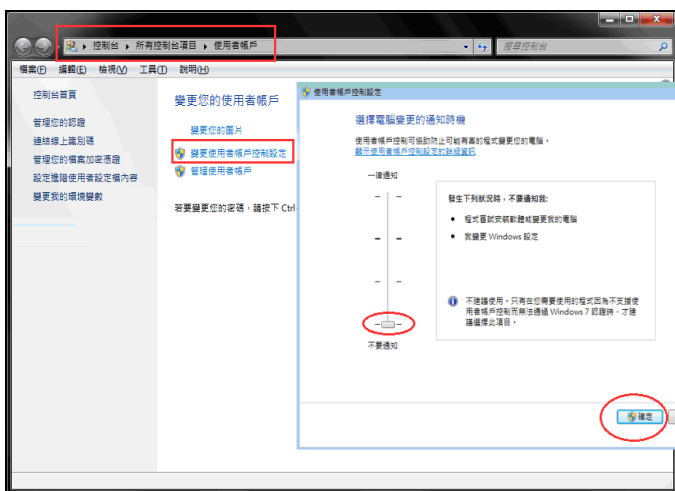 控制台 ▸ 所有控制台項目 ▸ 使用者帳戶
搜尋控制台
檔案(F) 編輯(E) 檢視(V) 工具(T) 說明(H)
控制台首頁
管理您的認證
連結線上識別碼
管理您的檔案加密憑證
設定進階使用者設定檔內容
變更我的環境變數
變更您的使用者帳戶
變更您的圖片
變更使用者帳戶控制設定
管理使用者帳戶
若要變更您的密碼，請按下 Ctrl-
使用者帳戶控制設定
選擇電腦變更的通知時機
使用者帳戶控制可協助防止可能有害的程式變更您的電腦。
顯示使用者帳戶控制設定的詳細資訊
一律通知
發生下列狀況時，不要通知我:
• 程式嘗試安裝軟體或變更我的電腦
• 我變更 Windows 設定
不建議使用。只有在您需要使用的程式因為不支援使
用者帳戶控制而無法通過 Windows 7 認證時，才建
議選擇此項目。
不要通知
確定